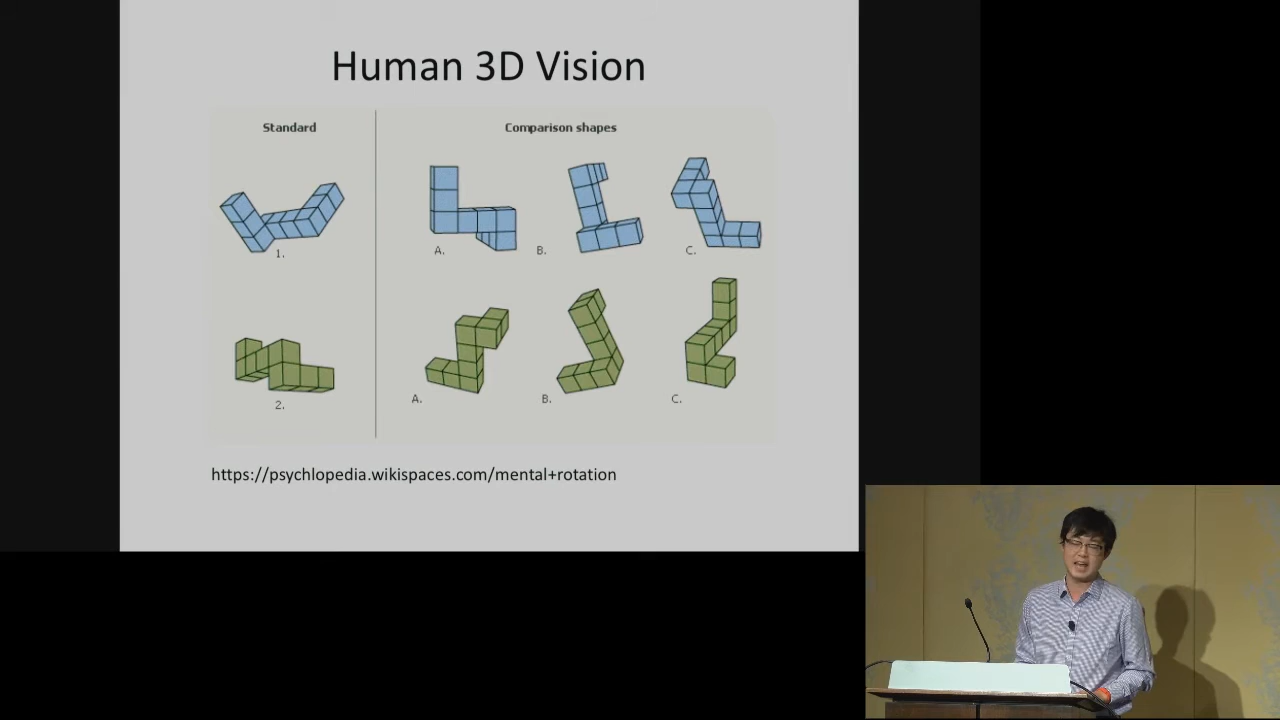 Human 3D Vision
Standard
Comparison shapes
1.
A.
B.
C.
2.
A.
B.
C.
https://psychlopedia.wikispaces.com/mental+rotation